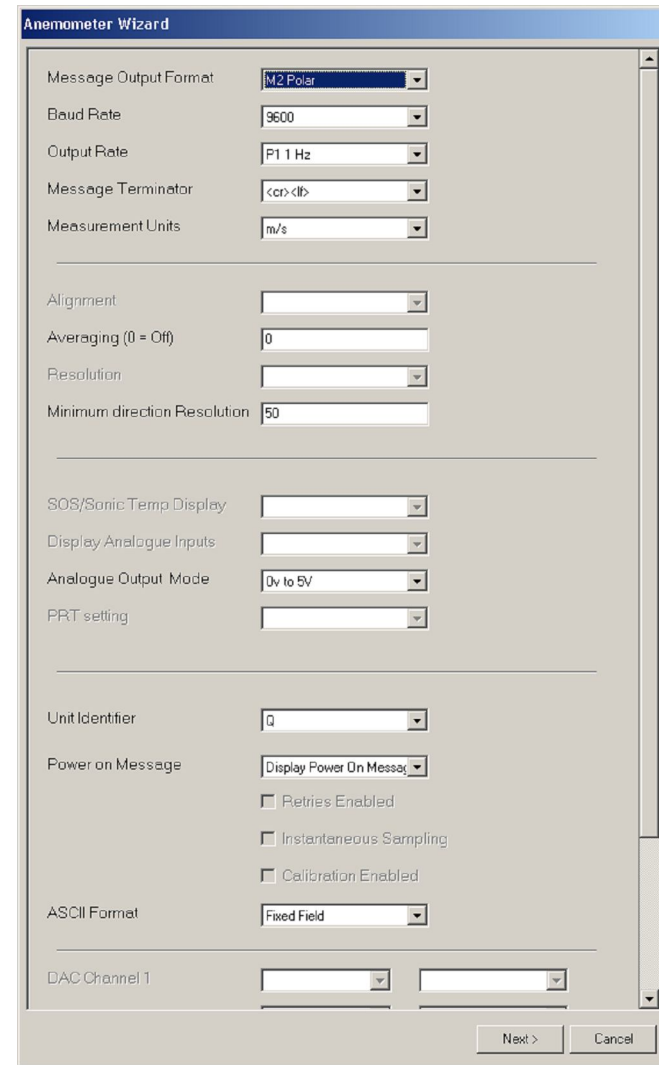 Anemometer Wizard
Message Output Format M2 Polar
Baud Rate 9600
Output Rate P1 1 Hz
Message Terminator <cr><lf>
Measurement Units m/s
Alignment
Averaging (0 = Off) 0
Resolution
Minimum direction Resolution 50
SOS/Sonic Temp Display
Display Analogue Inputs
Analogue Output Mode 0v to 5V
PRT setting
Unit Identifier Q
Power on Message Display Power On Messag
Retries Enabled
Instantaneous Sampling
Calibration Enabled
ASCII Format Fixed Field
DAC Channel 1
Next > Cancel